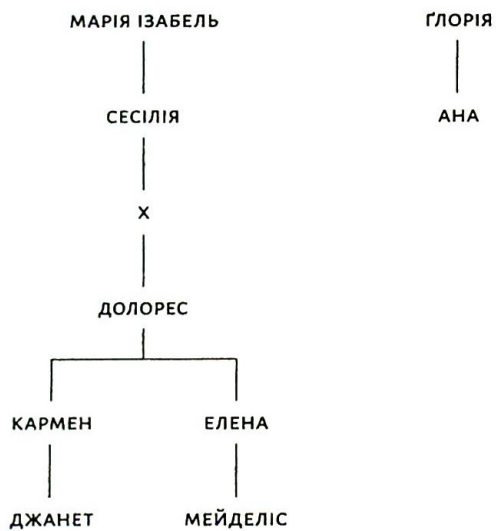 МАРІЯ ІЗАБЕЛЬ ҐЛОРІЯ
СЕСІЛІЯ АНА
Х
ДОЛОРЕС
КАРМЕН ЕЛЕНА
ДЖАНЕТ МЕЙДЕЛІС